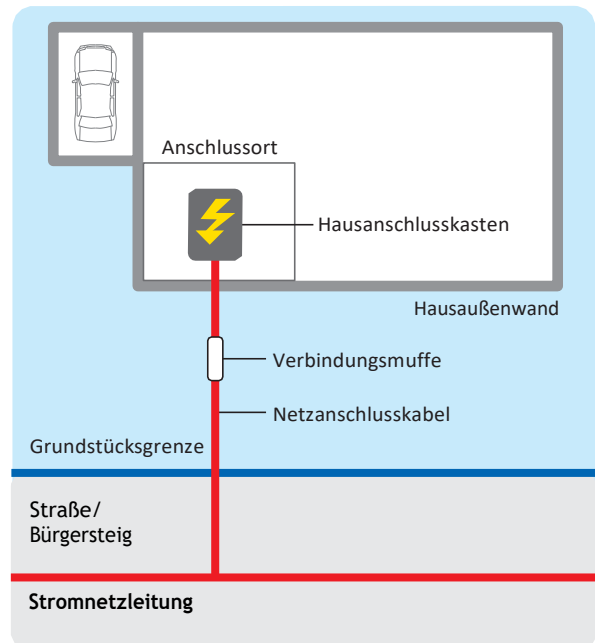 Anschlussort
Hausanschlusskasten
Hausaußenwand
Verbindungsmuffe
Netzanschlusskabel
Grundstücksgrenze
Straße/
Bürgersteig
Stromnetzleitung